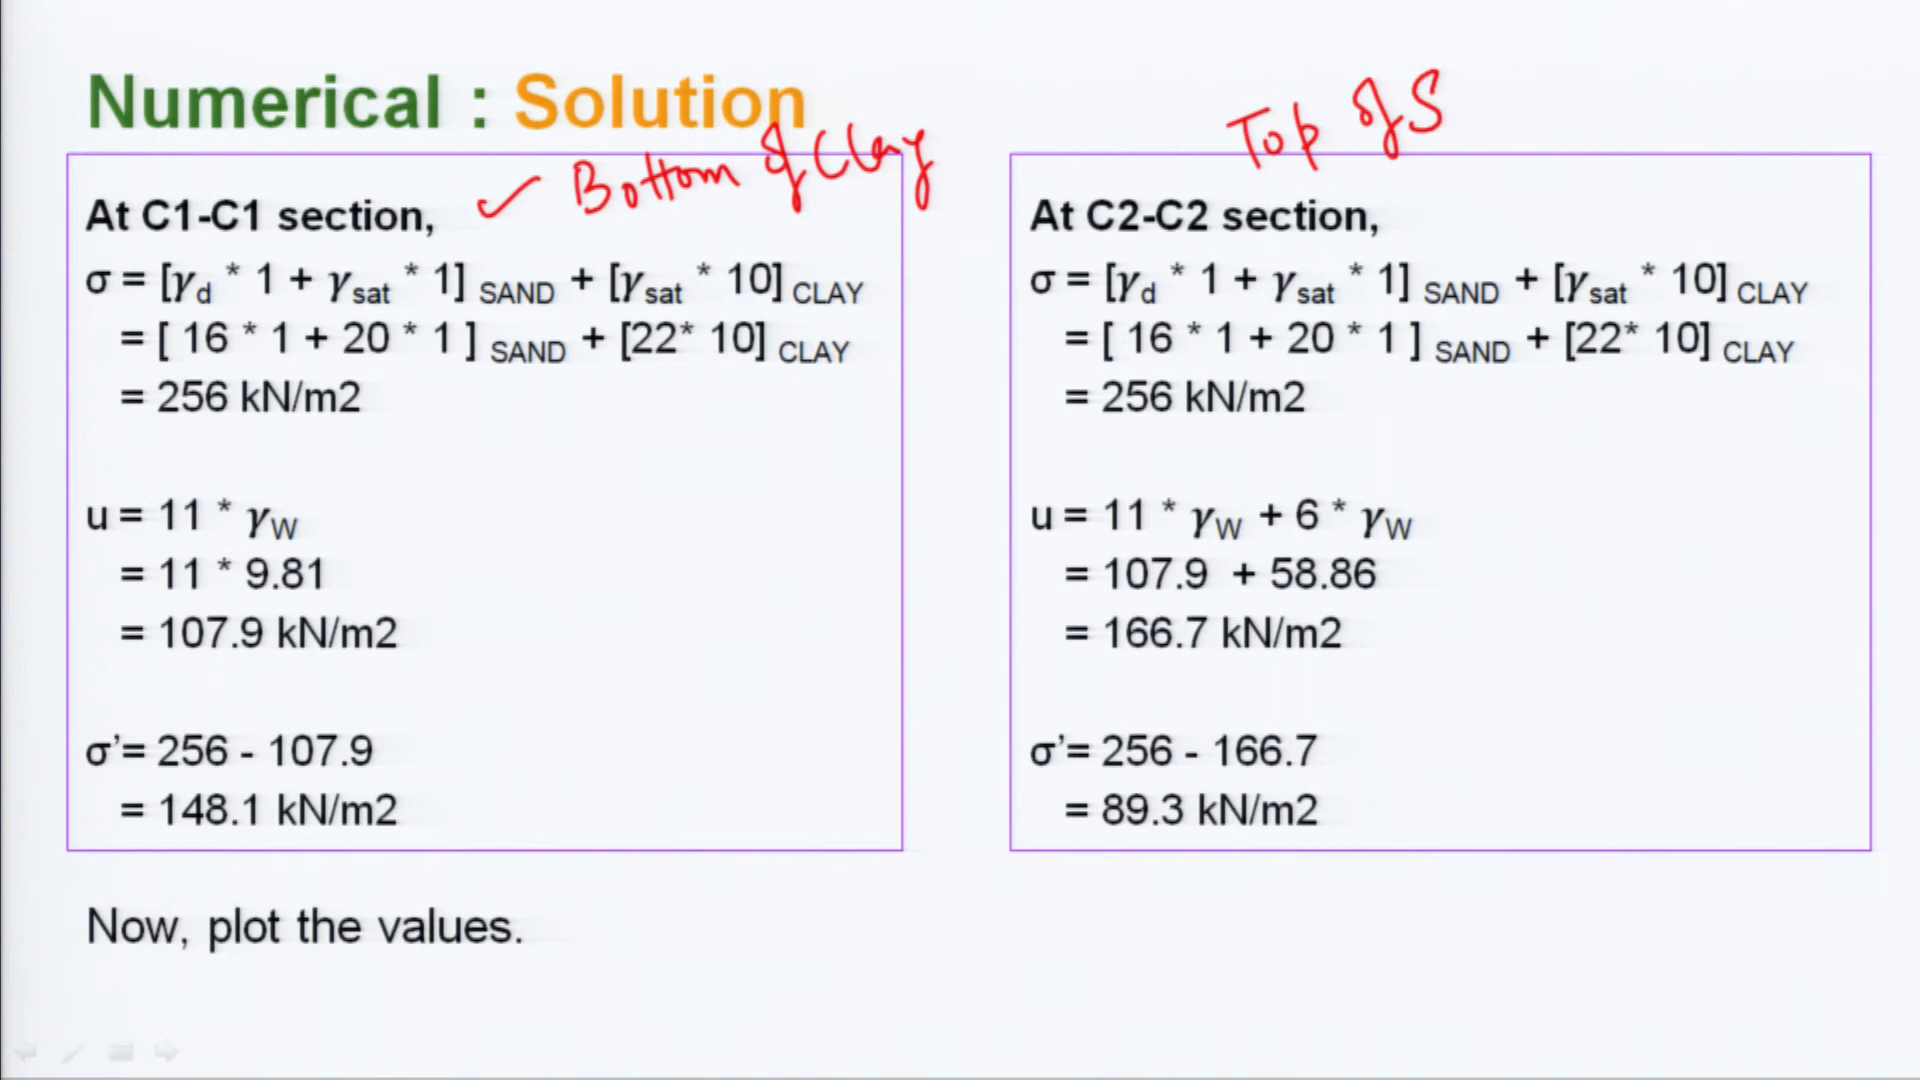 Numerical : Solution
Bottom of Clay
Top of S
At C1-C1 section,
σ = [γd * 1 + γsat * 1] SAND + [γsat * 10] CLAY
= [ 16 * 1 + 20 * 1 ] SAND + [22* 10] CLAY
= 256 kN/m2
u = 11 * γW
= 11 * 9.81
= 107.9 kN/m2
σ’= 256 - 107.9
= 148.1 kN/m2
At C2-C2 section,
σ = [γd * 1 + γsat * 1] SAND + [γsat * 10] CLAY
= [ 16 * 1 + 20 * 1 ] SAND + [22* 10] CLAY
= 256 kN/m2
u = 11 * γW + 6 * γW
= 107.9 + 58.86
= 166.7 kN/m2
σ’= 256 - 166.7
= 89.3 kN/m2
Now, plot the values.